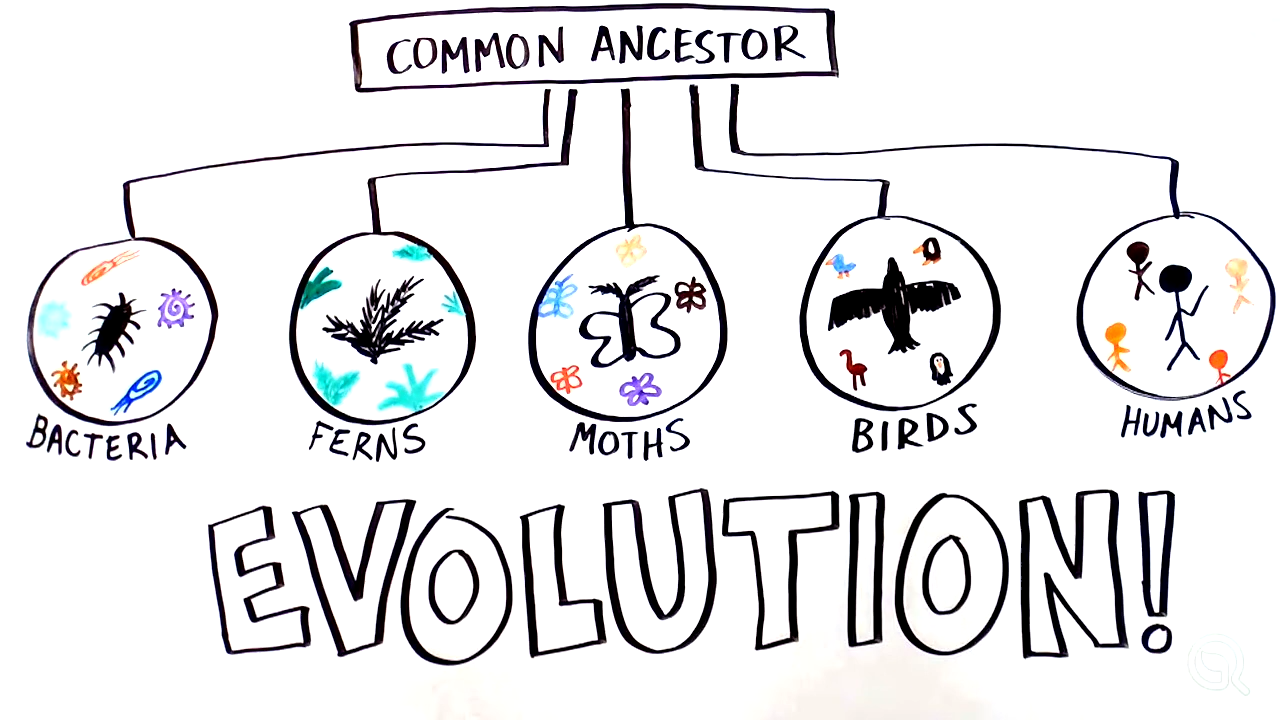 COMMON ANCESTOR
BACTERIA
FERNS
MOTHS
BIRDS
HUMANS
EVOLUTION!